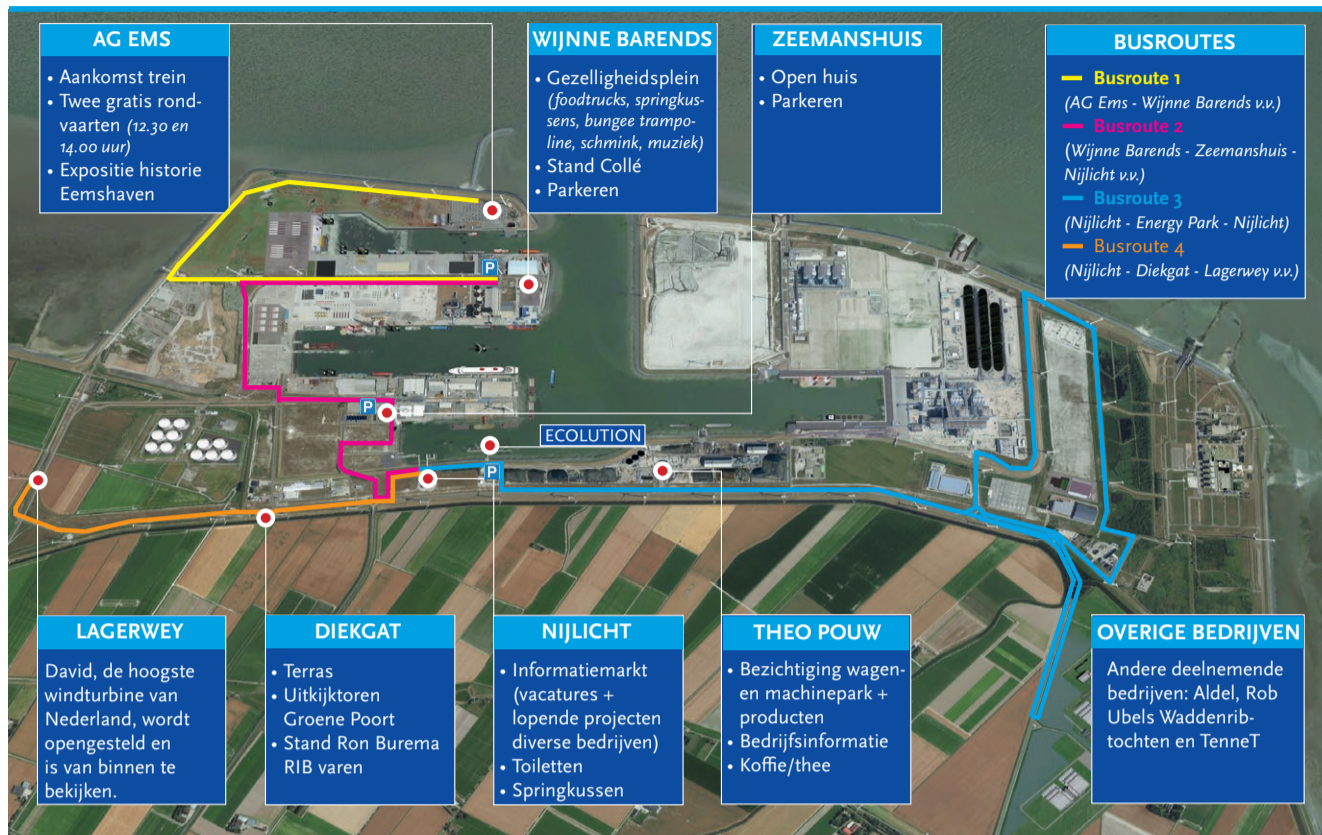 AG EMS
• Aankomst trein
• Twee gratis rond-
vaarten (12.30 en
14.00 uur)
• Expositie historie
Eemshaven
WIJNNE BARENDS
• Gezelligheidsplein
(foodtrucks, springkus-
sens, bungee trampo-
line, schmink, muziek)
• Stand Collé
• Parkeren
ZEEMANSHUIS
• Open huis
• Parkeren
BUSROUTES
Busroute 1
(AG Ems - Wijnne Barends v.v.)
Busroute 2
(Wijnne Barends - Zeemanshuis -
Nijlicht v.v.)
Busroute 3
(Nijlicht - Energy Park - Nijlicht)
Busroute 4
(Nijlicht - Diekgat - Lagerwey v.v.)
P
P
ECOLUTION
P
LAGERWEY
David, de hoogste
windturbine van
Nederland, wordt
opengesteld en
is van binnen te
bekijken.
DIEKGAT
• Terras
• Uitkijktoren
Groene Poort
• Stand Ron Burema
RIB varen
NIJLICHT
• Informatiemarkt
(vacatures +
lopende projecten
diverse bedrijven)
• Toiletten
• Springkussen
THEO POUW
• Bezichtiging wagen-
en machinepark +
producten
• Bedrijfsinformatie
• Koffie/thee
OVERIGE BEDRIJVEN
Andere deelnemende
bedrijven: Aldel, Rob
Ubels Waddenrib-
tochten en TenneT